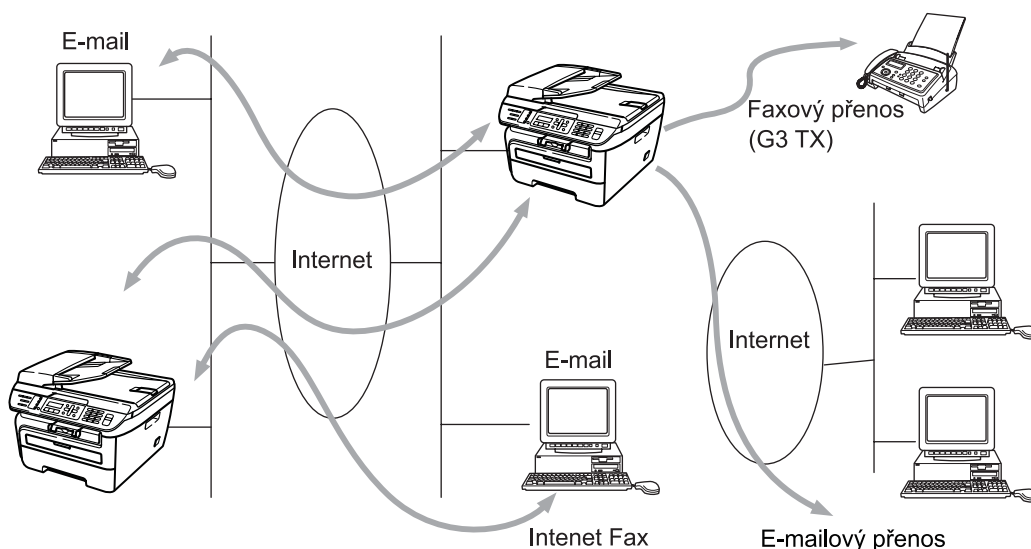 E-mail
Faxový přenos
(G3 TX)
Internet
Internet
E-mail
Intenet Fax
E-mailový přenos